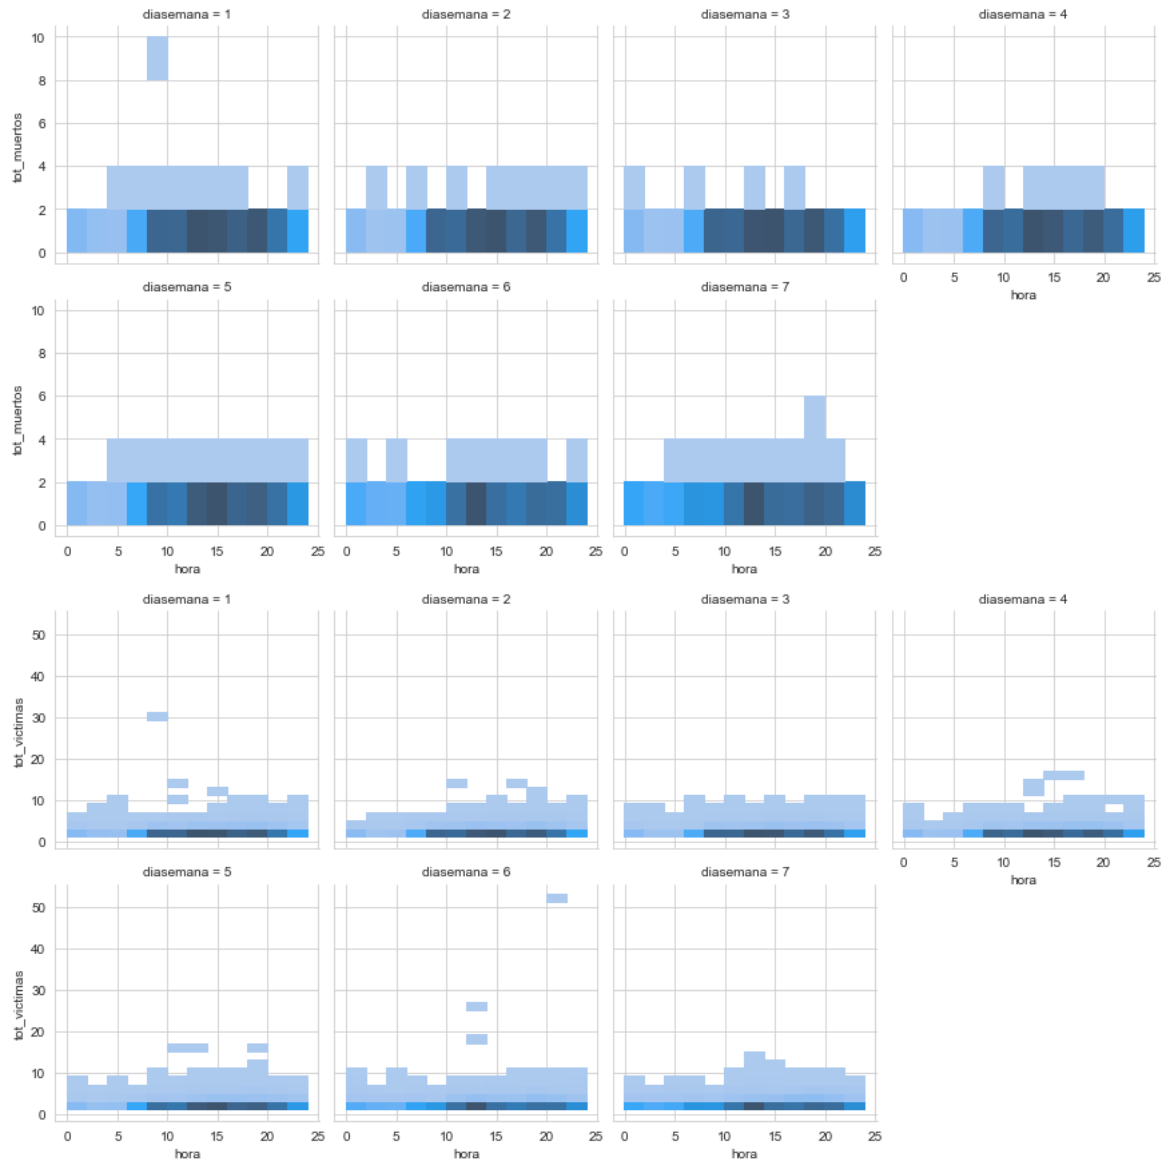 diasemana = 1 diasemana = 2 diasemana = 3 diasemana = 4
10
8
6
4
2
0
tot_muertos
0 5 10 15 20 25
hora
diasemana = 5 diasemana = 6 diasemana = 7
10
8
6
4
2
0
tot_muertos
0 5 10 15 20 25 0 5 10 15 20 25 0 5 10 15 20 25
hora hora hora
diasemana = 1 diasemana = 2 diasemana = 3 diasemana = 4
50
40
30
20
10
0
tot_victimas
0 5 10 15 20 25
hora
diasemana = 5 diasemana = 6 diasemana = 7
50
40
30
20
10
0
tot_victimas
0 5 10 15 20 25 0 5 10 15 20 25 0 5 10 15 20 25
hora hora hora